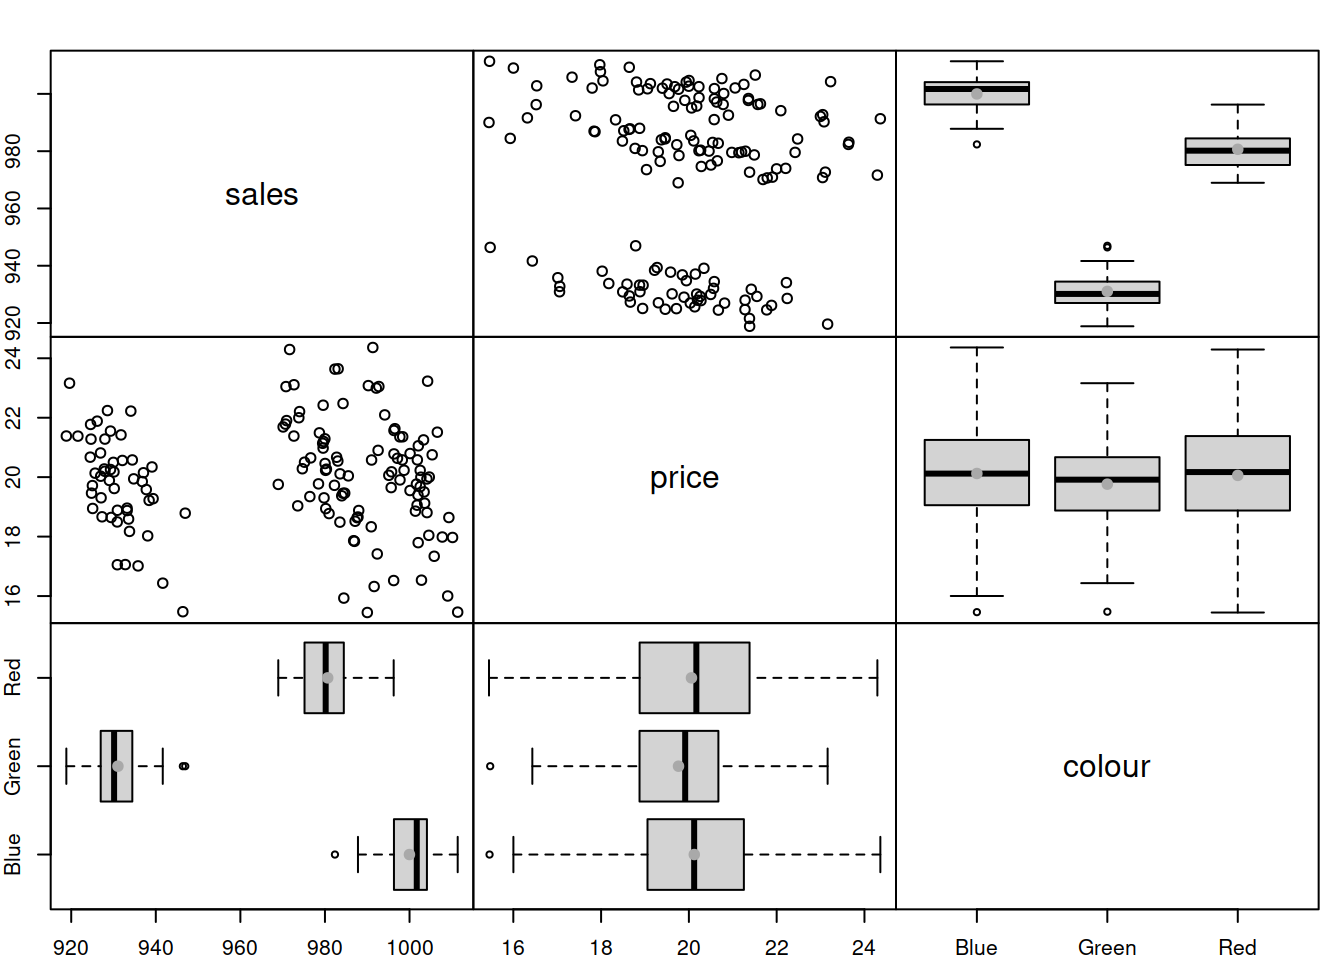 sales
980
960
940
920
price
24
22
20
18
16
colour
Red
Green
Blue
920 940 960 980 1000 16 18 20 22 24 Blue Green Red